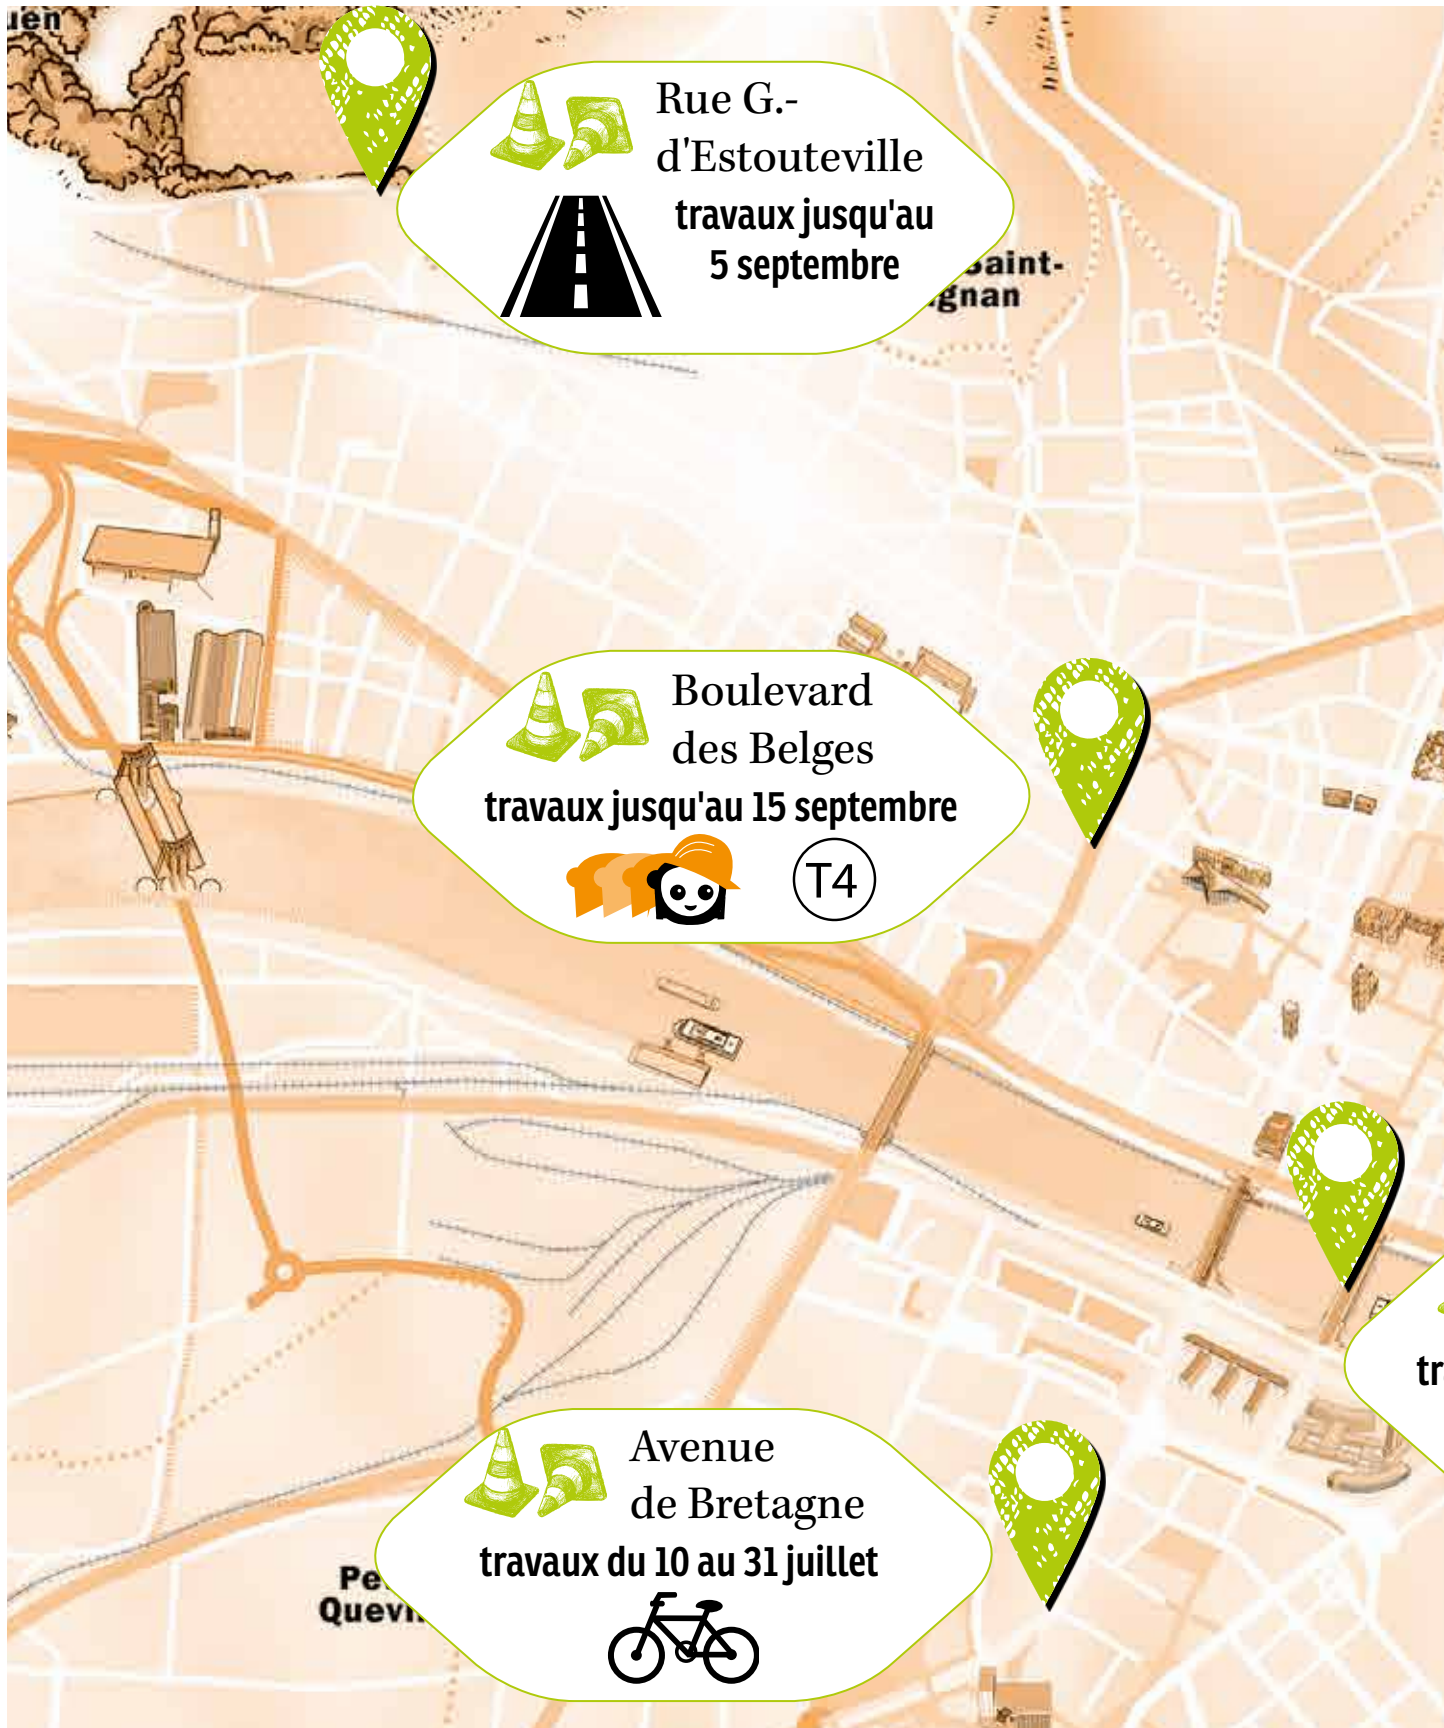 Rue G.-
d'Estouteville
travaux jusqu'au
5 septembre
Boulevard
des Belges
travaux jusqu'au 15 septembre
T4
Avenue
de Bretagne
travaux du 10 au 31 juillet